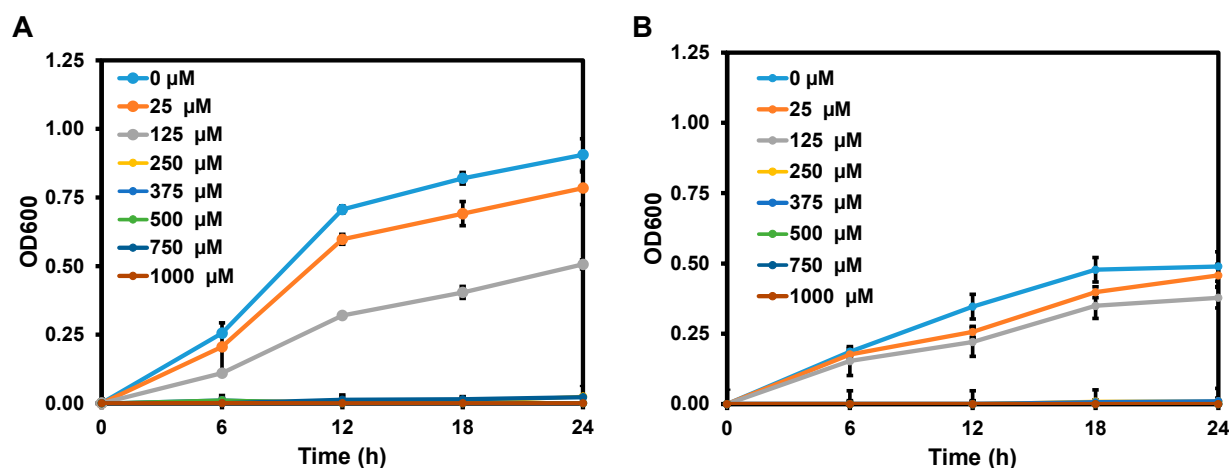 A
1.25
1.00
0.75
0.50
0.25
0.00
OD600
0 µM
25 µM
125 µM
250 µM
375 µM
500 µM
750 µM
1000 µM
0 6 12 18 24
Time (h)
B
1.25
1.00
0.75
0.50
0.25
0.00
OD600
0 µM
25 µM
125 µM
250 µM
375 µM
500 µM
750 µM
1000 µM
0 6 12 18 24
Time (h)